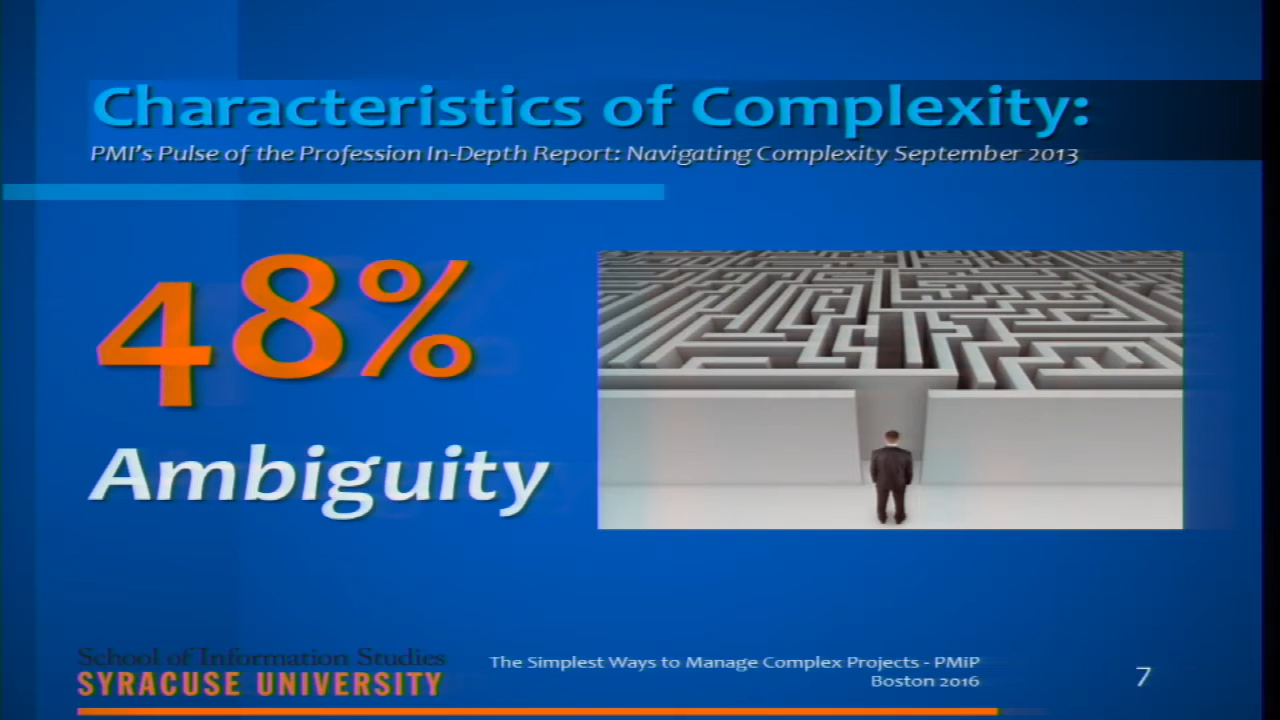 Characteristics of Complexity:
PMI's Pulse of the Profession In-Depth Report: Navigating Complexity September 2013
48%
Ambiguity
School of Information Studies
SYRACUSE UNIVERSITY
The Simplest Ways to Manage Complex Projects - PMiP
Boston 2016
7